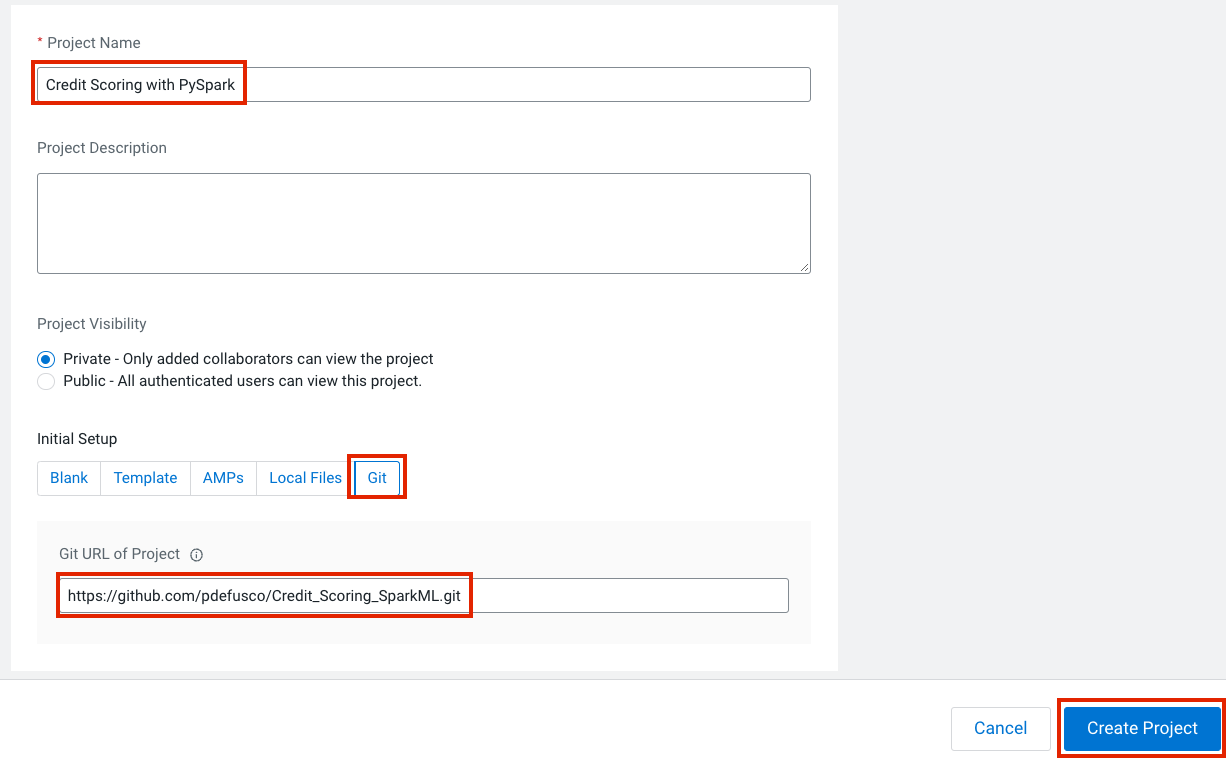 * Project Name
Credit Scoring with PySpark
Project Description
Project Visibility
Private - Only added collaborators can view the project
Public - All authenticated users can view this project.
Initial Setup
Blank Template AMPs Local Files Git
Git URL of Project
https://github.com/pdefusco/Credit_Scoring_SparkML.git
Cancel Create Project